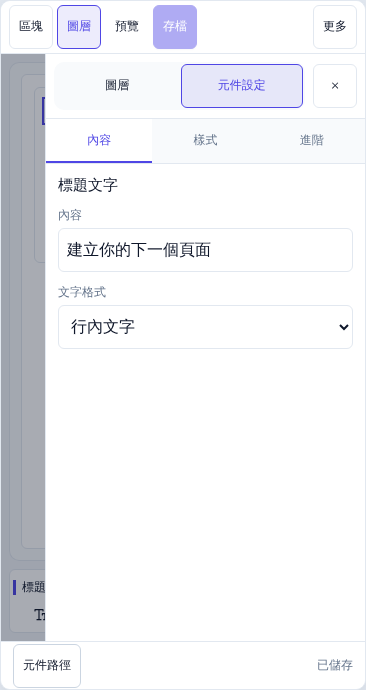 區塊 圖層 預覽 存檔 更多
圖層 元件設定 ×
內容 樣式 進階
標題文字
內容
建立你的下一個頁面
文字格式
行內文字
標題
元件路徑 已儲存